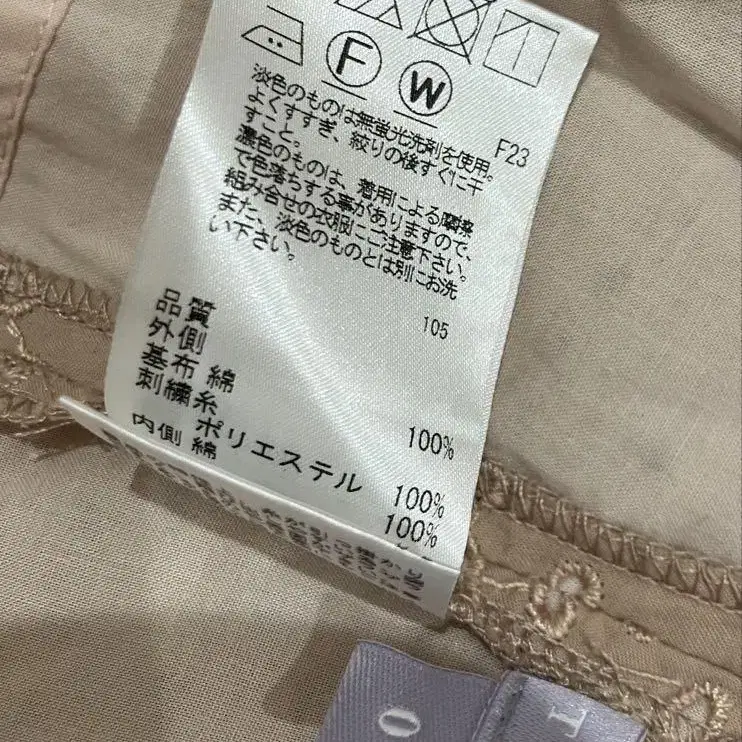 F
W
淡色のものは無蛍光洗剤を使用。
よくすすぎ、絞りの後すぐに干
すこと。
濃色のものは、着用による摩擦
で色落ちする事がありますので、
組み合せの衣服にご注意下さい。
また、淡色のものとは別にお洗
い下さい。
F23
105
品質
外側
基布 綿 100%
刺繍糸
ポリエステル 100%
内側 綿 100%
O
T